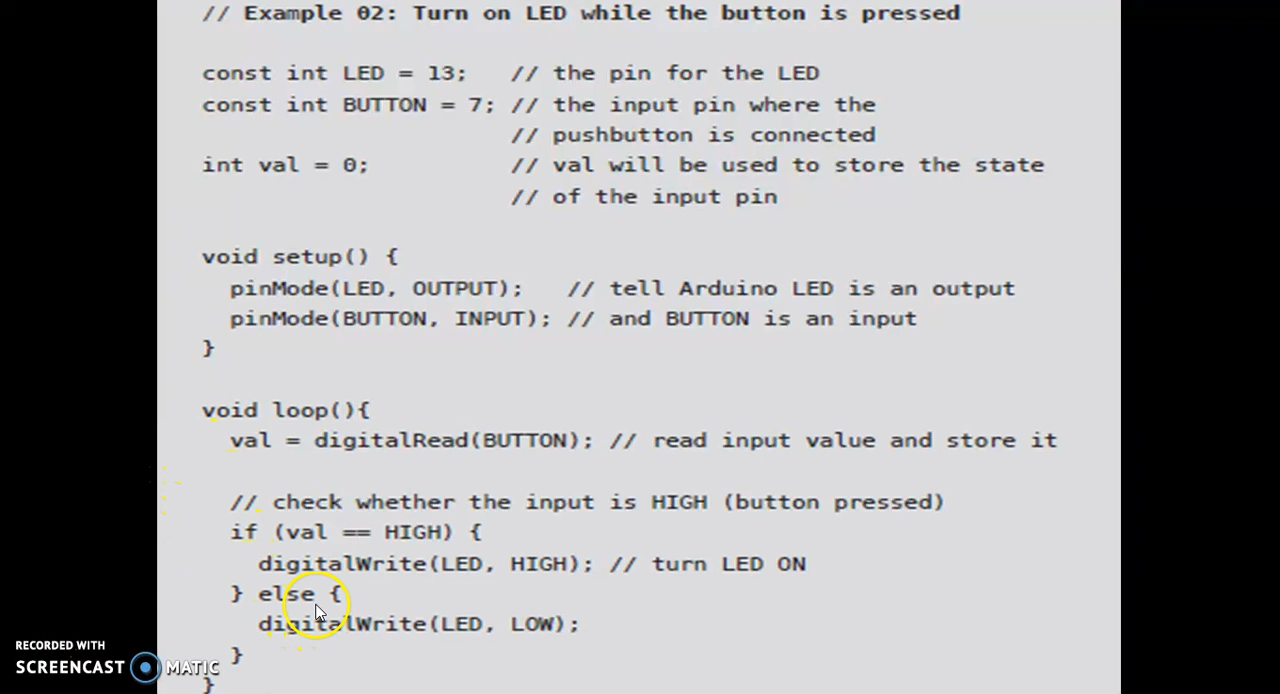 // Example 02: Turn on LED while the button is pressed
const int LED = 13;   // the pin for the LED
const int BUTTON = 7; // the input pin where the
                      // pushbutton is connected
int val = 0;          // val will be used to store the state
                      // of the input pin
void setup() {
  pinMode(LED, OUTPUT);   // tell Arduino LED is an output
  pinMode(BUTTON, INPUT); // and BUTTON is an input
}
void loop(){
  val = digitalRead(BUTTON); // read input value and store it
  // check whether the input is HIGH (button pressed)
  if (val == HIGH) {
    digitalWrite(LED, HIGH); // turn LED ON
  } else {
    digitalWrite(LED, LOW);
  }
}
RECORDED WITH
SCREENCAST MATIC